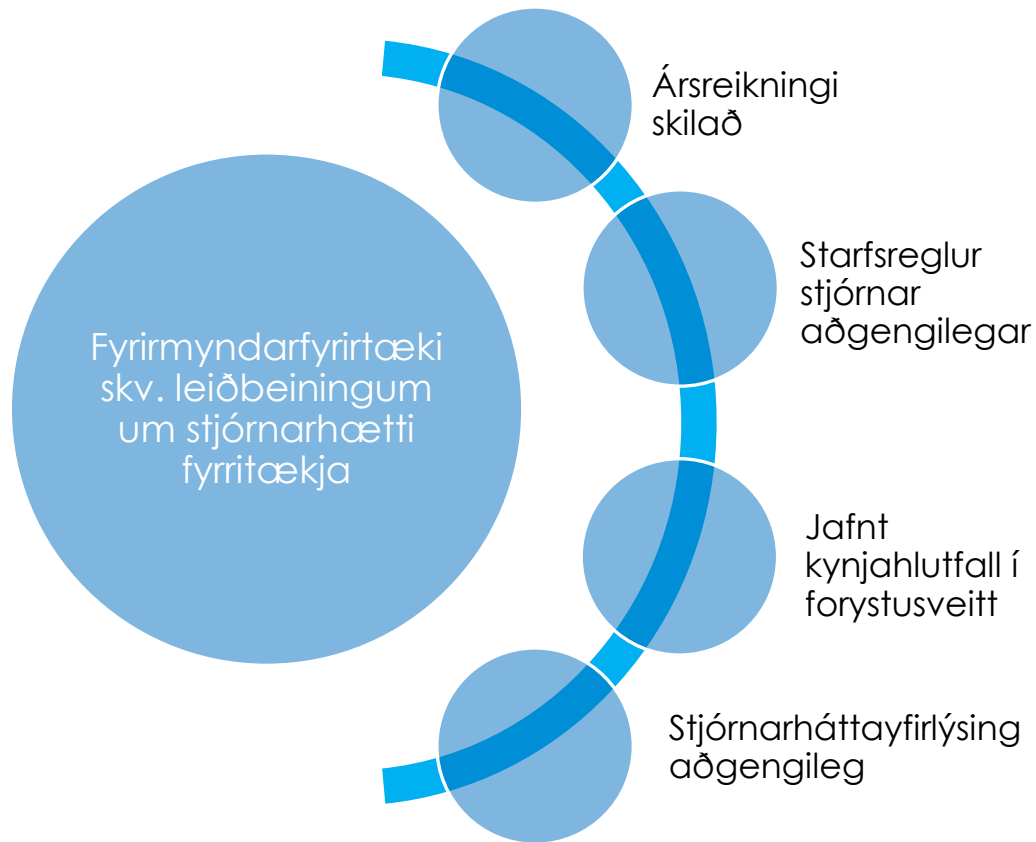 Fyrirmyndarfyrirtæki
skv. leiðbeiningum
um stjórnarhætti
fyrritækja
Ársreikningi
skilað
Starfsreglur
stjórnar
aðgengilegar
Jafnt
kynjahlutfall í
forystusveitt
Stjórnarháttayfirlýsing
aðgengileg